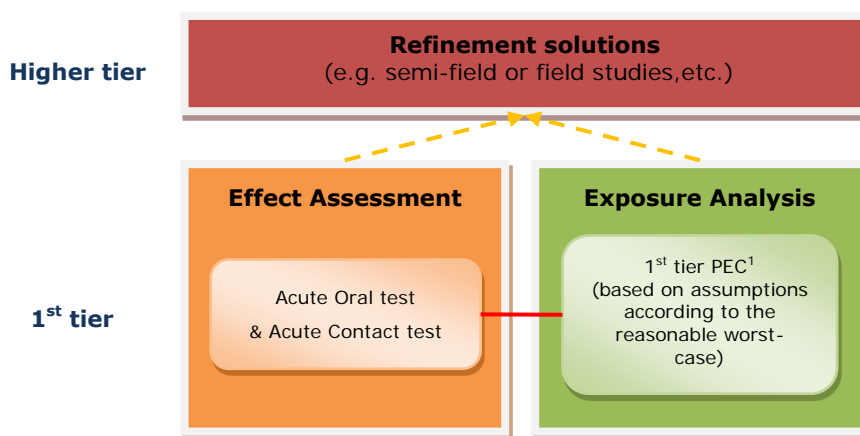 Higher tier
Refinement solutions
(e.g. semi-field or field studies,etc.)
Effect Assessment
Exposure Analysis
1st tier
Acute Oral test
& Acute Contact test
1st tier PEC1
(based on assumptions
according to the
reasonable worst-
case)